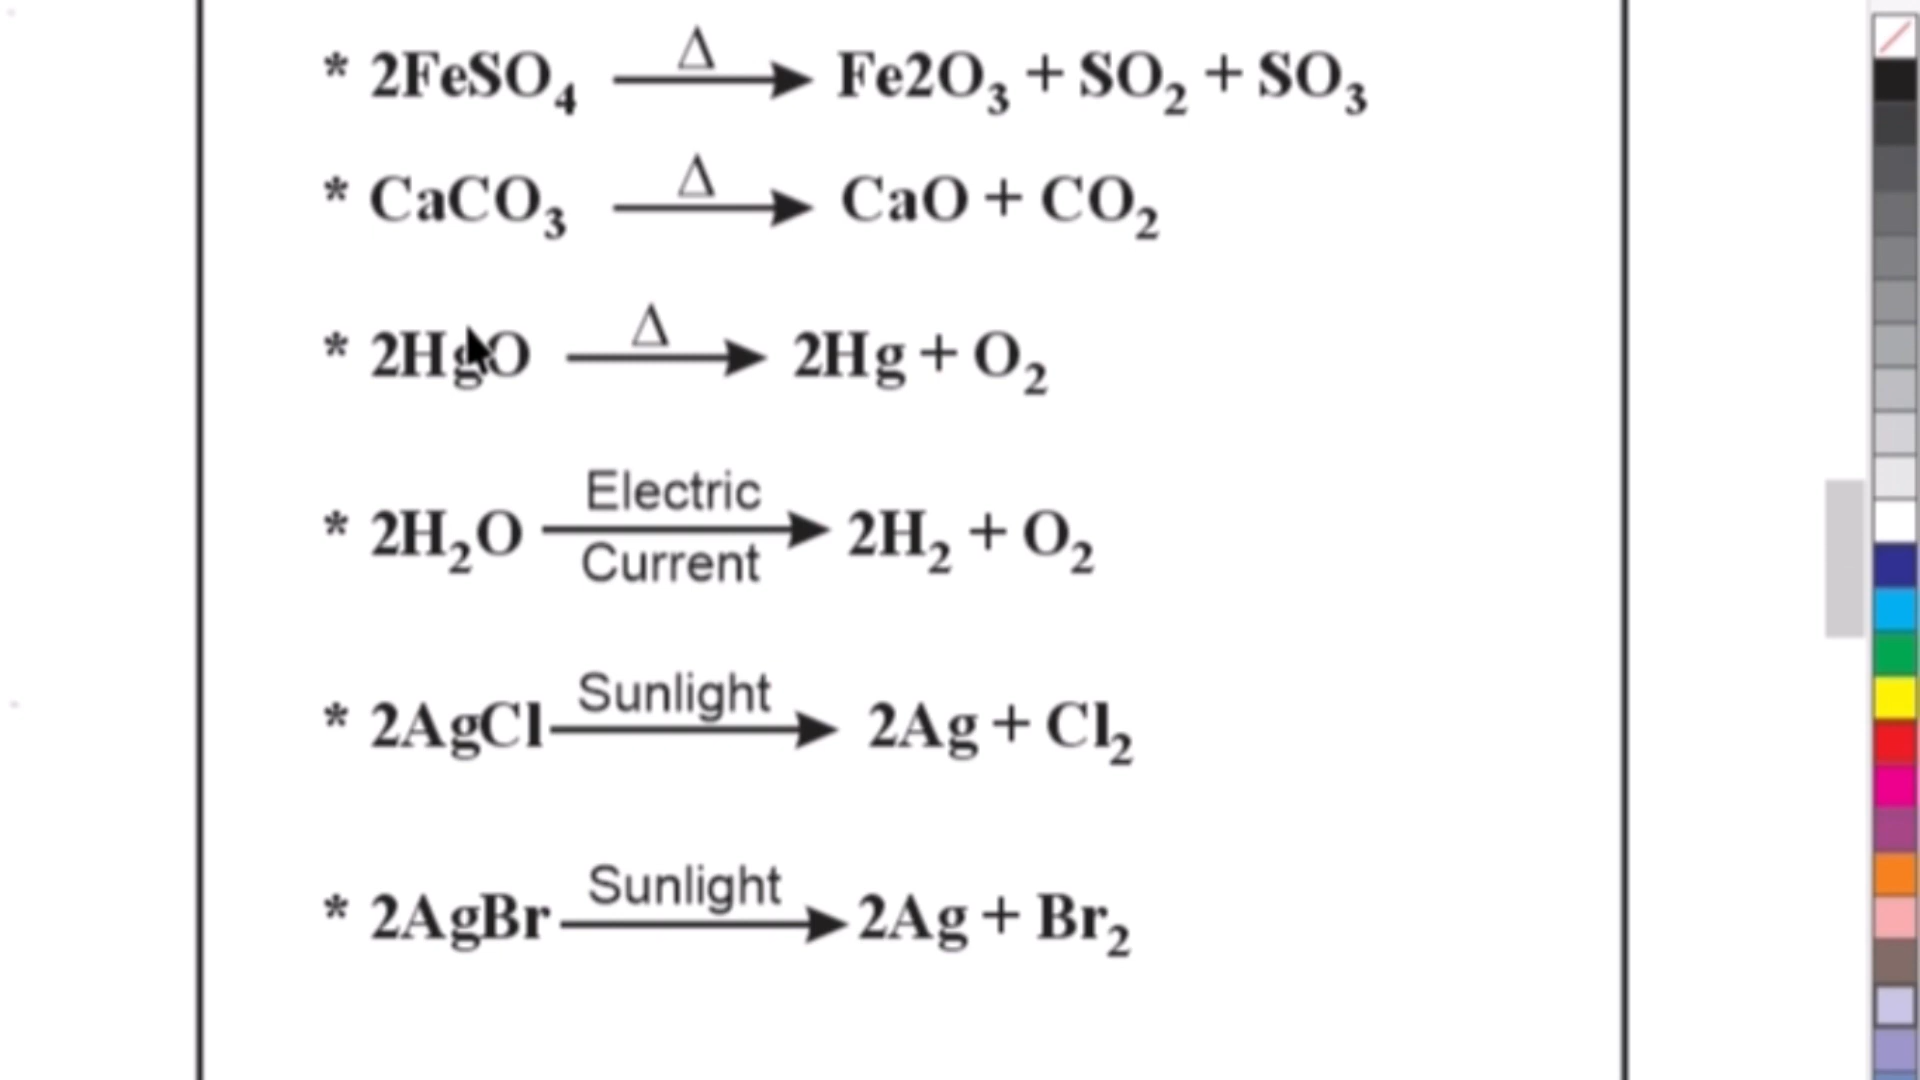 * 2FeSO₄ Δ⟶ Fe2O₃ + SO₂ + SO₃
* CaCO₃ Δ⟶ CaO + CO₂
* 2HgO Δ⟶ 2Hg + O₂
* 2H₂O Electric Current⟶ 2H₂ + O₂
* 2AgCl Sunlight⟶ 2Ag + Cl₂
* 2AgBr Sunlight⟶ 2Ag + Br₂